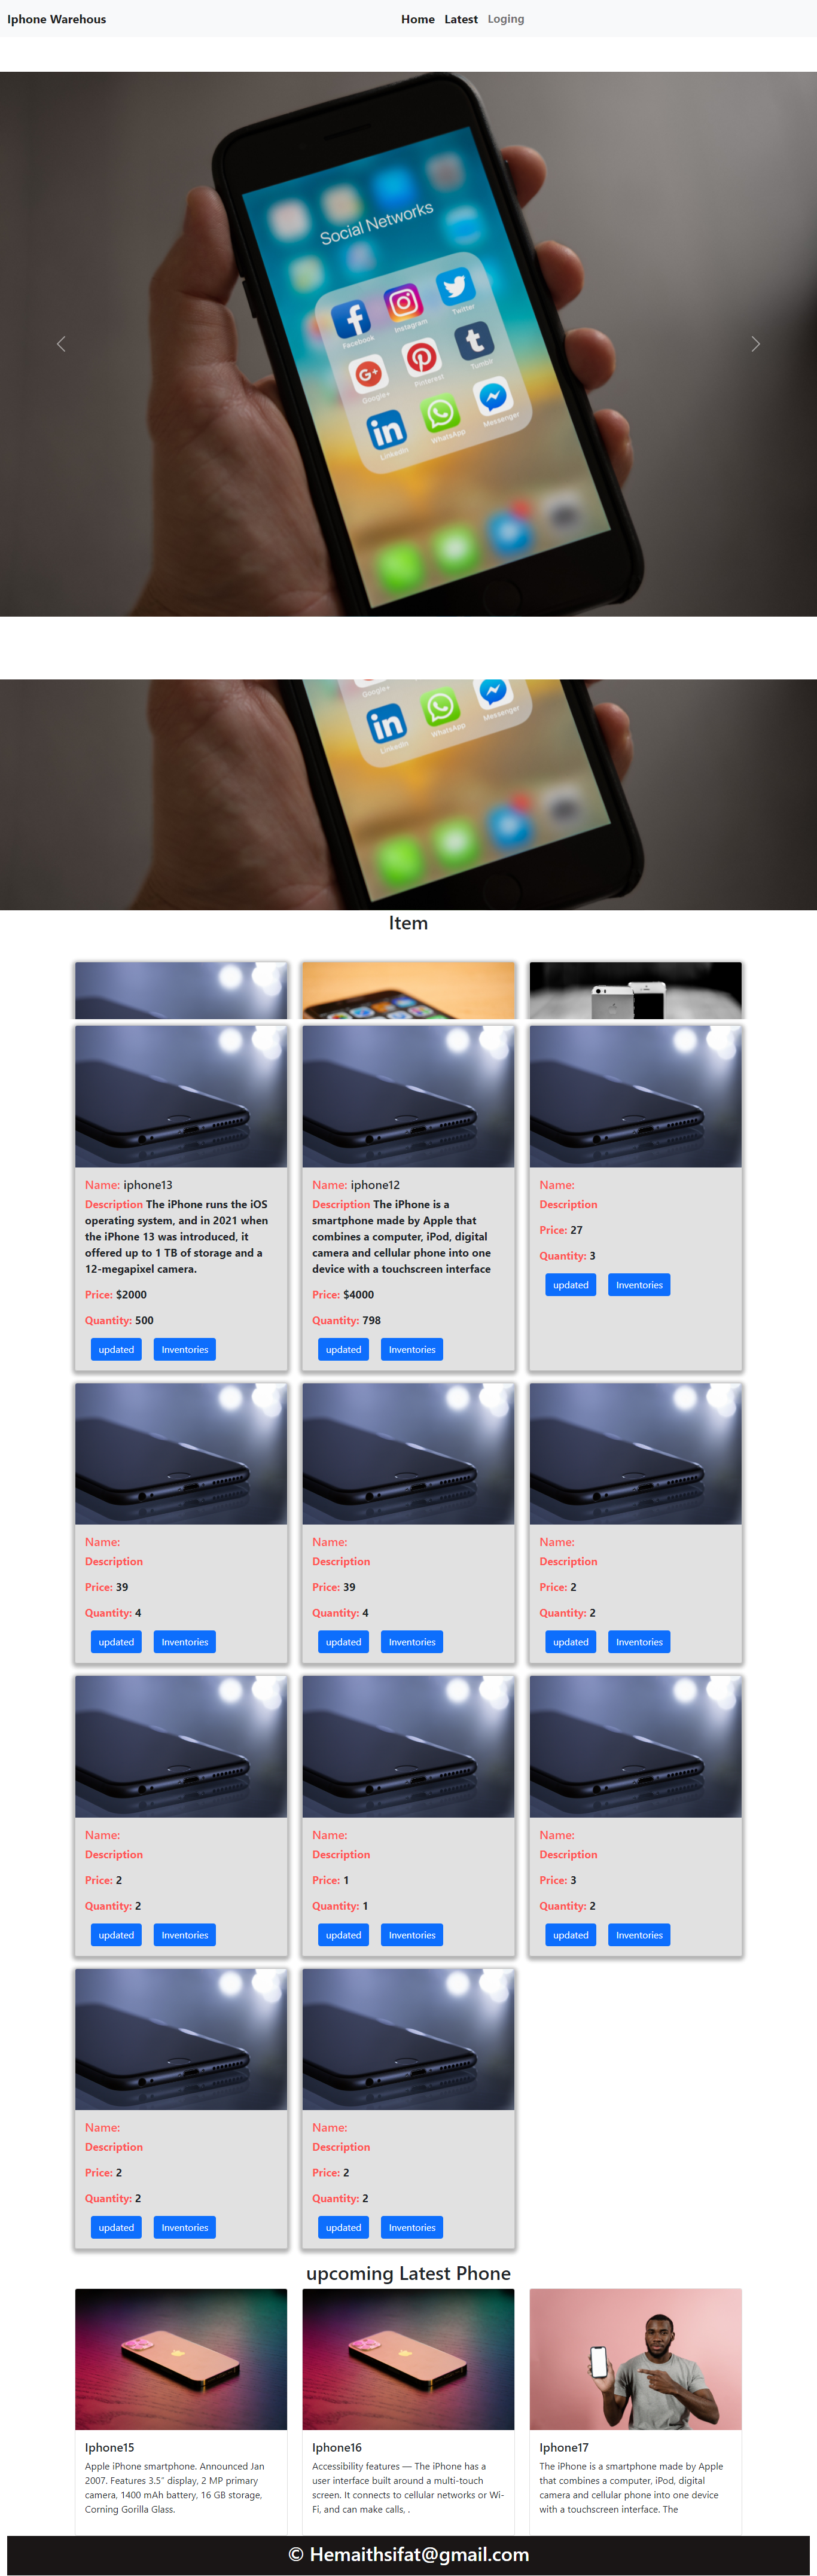 Iphone Warehous
Home Latest Loging
Social Networks
Facebook Instagram Twitter
Google+ Pinterest Tumblr
LinkedIn WhatsApp Messenger
Google+ Messenger
LinkedIn WhatsApp
Item
Name: iphone13
Description The iPhone runs the iOS
operating system, and in 2021 when
the iPhone 13 was introduced, it
offered up to 1 TB of storage and a
12-megapixel camera.
Price: $2000
Quantity: 500
updated Inventories
Name: iphone12
Description The iPhone is a
smartphone made by Apple that
combines a computer, iPod, digital
camera and cellular phone into one
device with a touchscreen interface
Price: $4000
Quantity: 798
updated Inventories
Name:
Description
Price: 27
Quantity: 3
updated Inventories
Name:
Description
Price: 39
Quantity: 4
updated Inventories
Name:
Description
Price: 39
Quantity: 4
updated Inventories
Name:
Description
Price: 2
Quantity: 2
updated Inventories
Name:
Description
Price: 2
Quantity: 2
updated Inventories
Name:
Description
Price: 1
Quantity: 1
updated Inventories
Name:
Description
Price: 3
Quantity: 2
updated Inventories
Name:
Description
Price: 2
Quantity: 2
updated Inventories
Name:
Description
Price: 2
Quantity: 2
updated Inventories
upcoming Latest Phone
Iphone15
Apple iPhone smartphone. Announced Jan
2007. Features 3.5″ display, 2 MP primary
camera, 1400 mAh battery, 16 GB storage,
Corning Gorilla Glass.
Iphone16
Accessibility features — The iPhone has a
user interface built around a multi-touch
screen. It connects to cellular networks or Wi-
Fi, and can make calls, .
Iphone17
The iPhone is a smartphone made by Apple
that combines a computer, iPod, digital
camera and cellular phone into one device
with a touchscreen interface. The
© Hemaithsifat@gmail.com